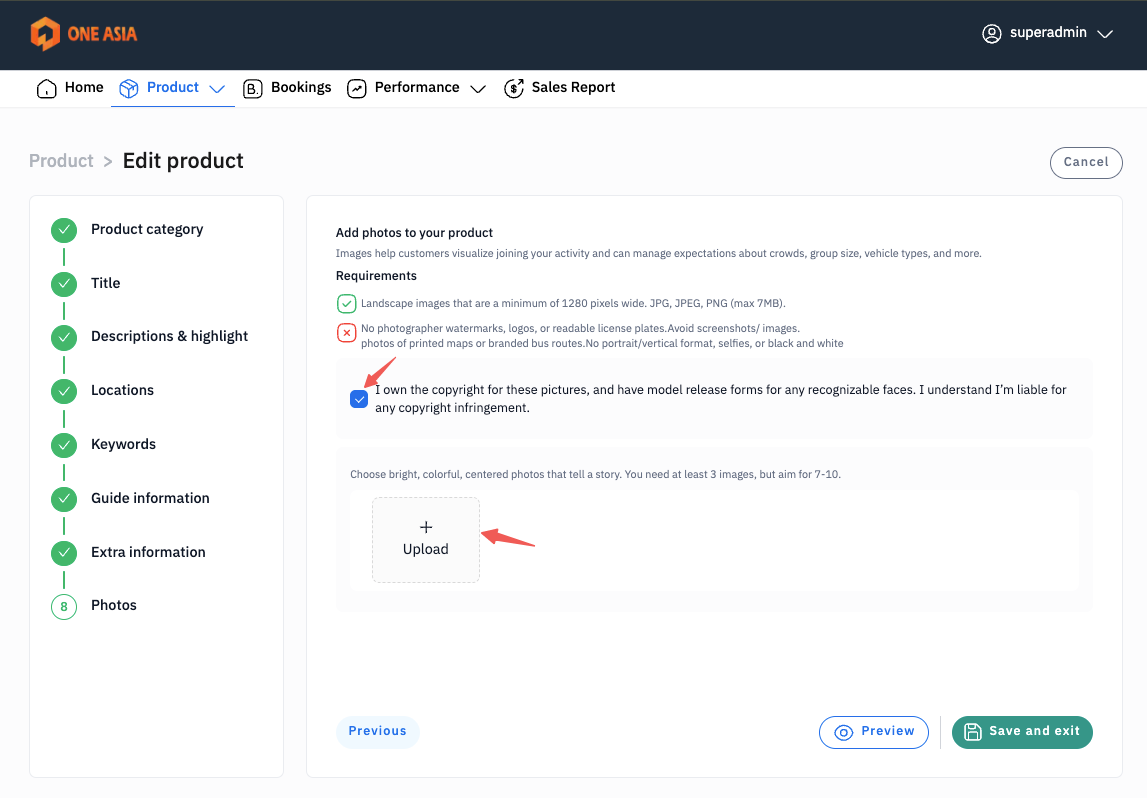 ONE ASIA
superadmin
Home
Product
B.
Bookings
Performance
$
Sales Report
Product > Edit product
Cancel
Product category
Title
Descriptions & highlight
Locations
Keywords
Guide information
Extra information
8
Photos
Add photos to your product
Images help customers visualize joining your activity and can manage expectations about crowds, group size, vehicle types, and more.
Requirements
Landscape images that are a minimum of 1280 pixels wide. JPG, JPEG, PNG (max 7MB).
No photographer watermarks, logos, or readable license plates.Avoid screenshots/ images.
photos of printed maps or branded bus routes.No portrait/vertical format, selfies, or black and white
I own the copyright for these pictures, and have model release forms for any recognizable faces. I understand I'm liable for
any copyright infringement.
Choose bright, colorful, centered photos that tell a story. You need at least 3 images, but aim for 7-10.
+
Upload
Previous
Preview
Save and exit